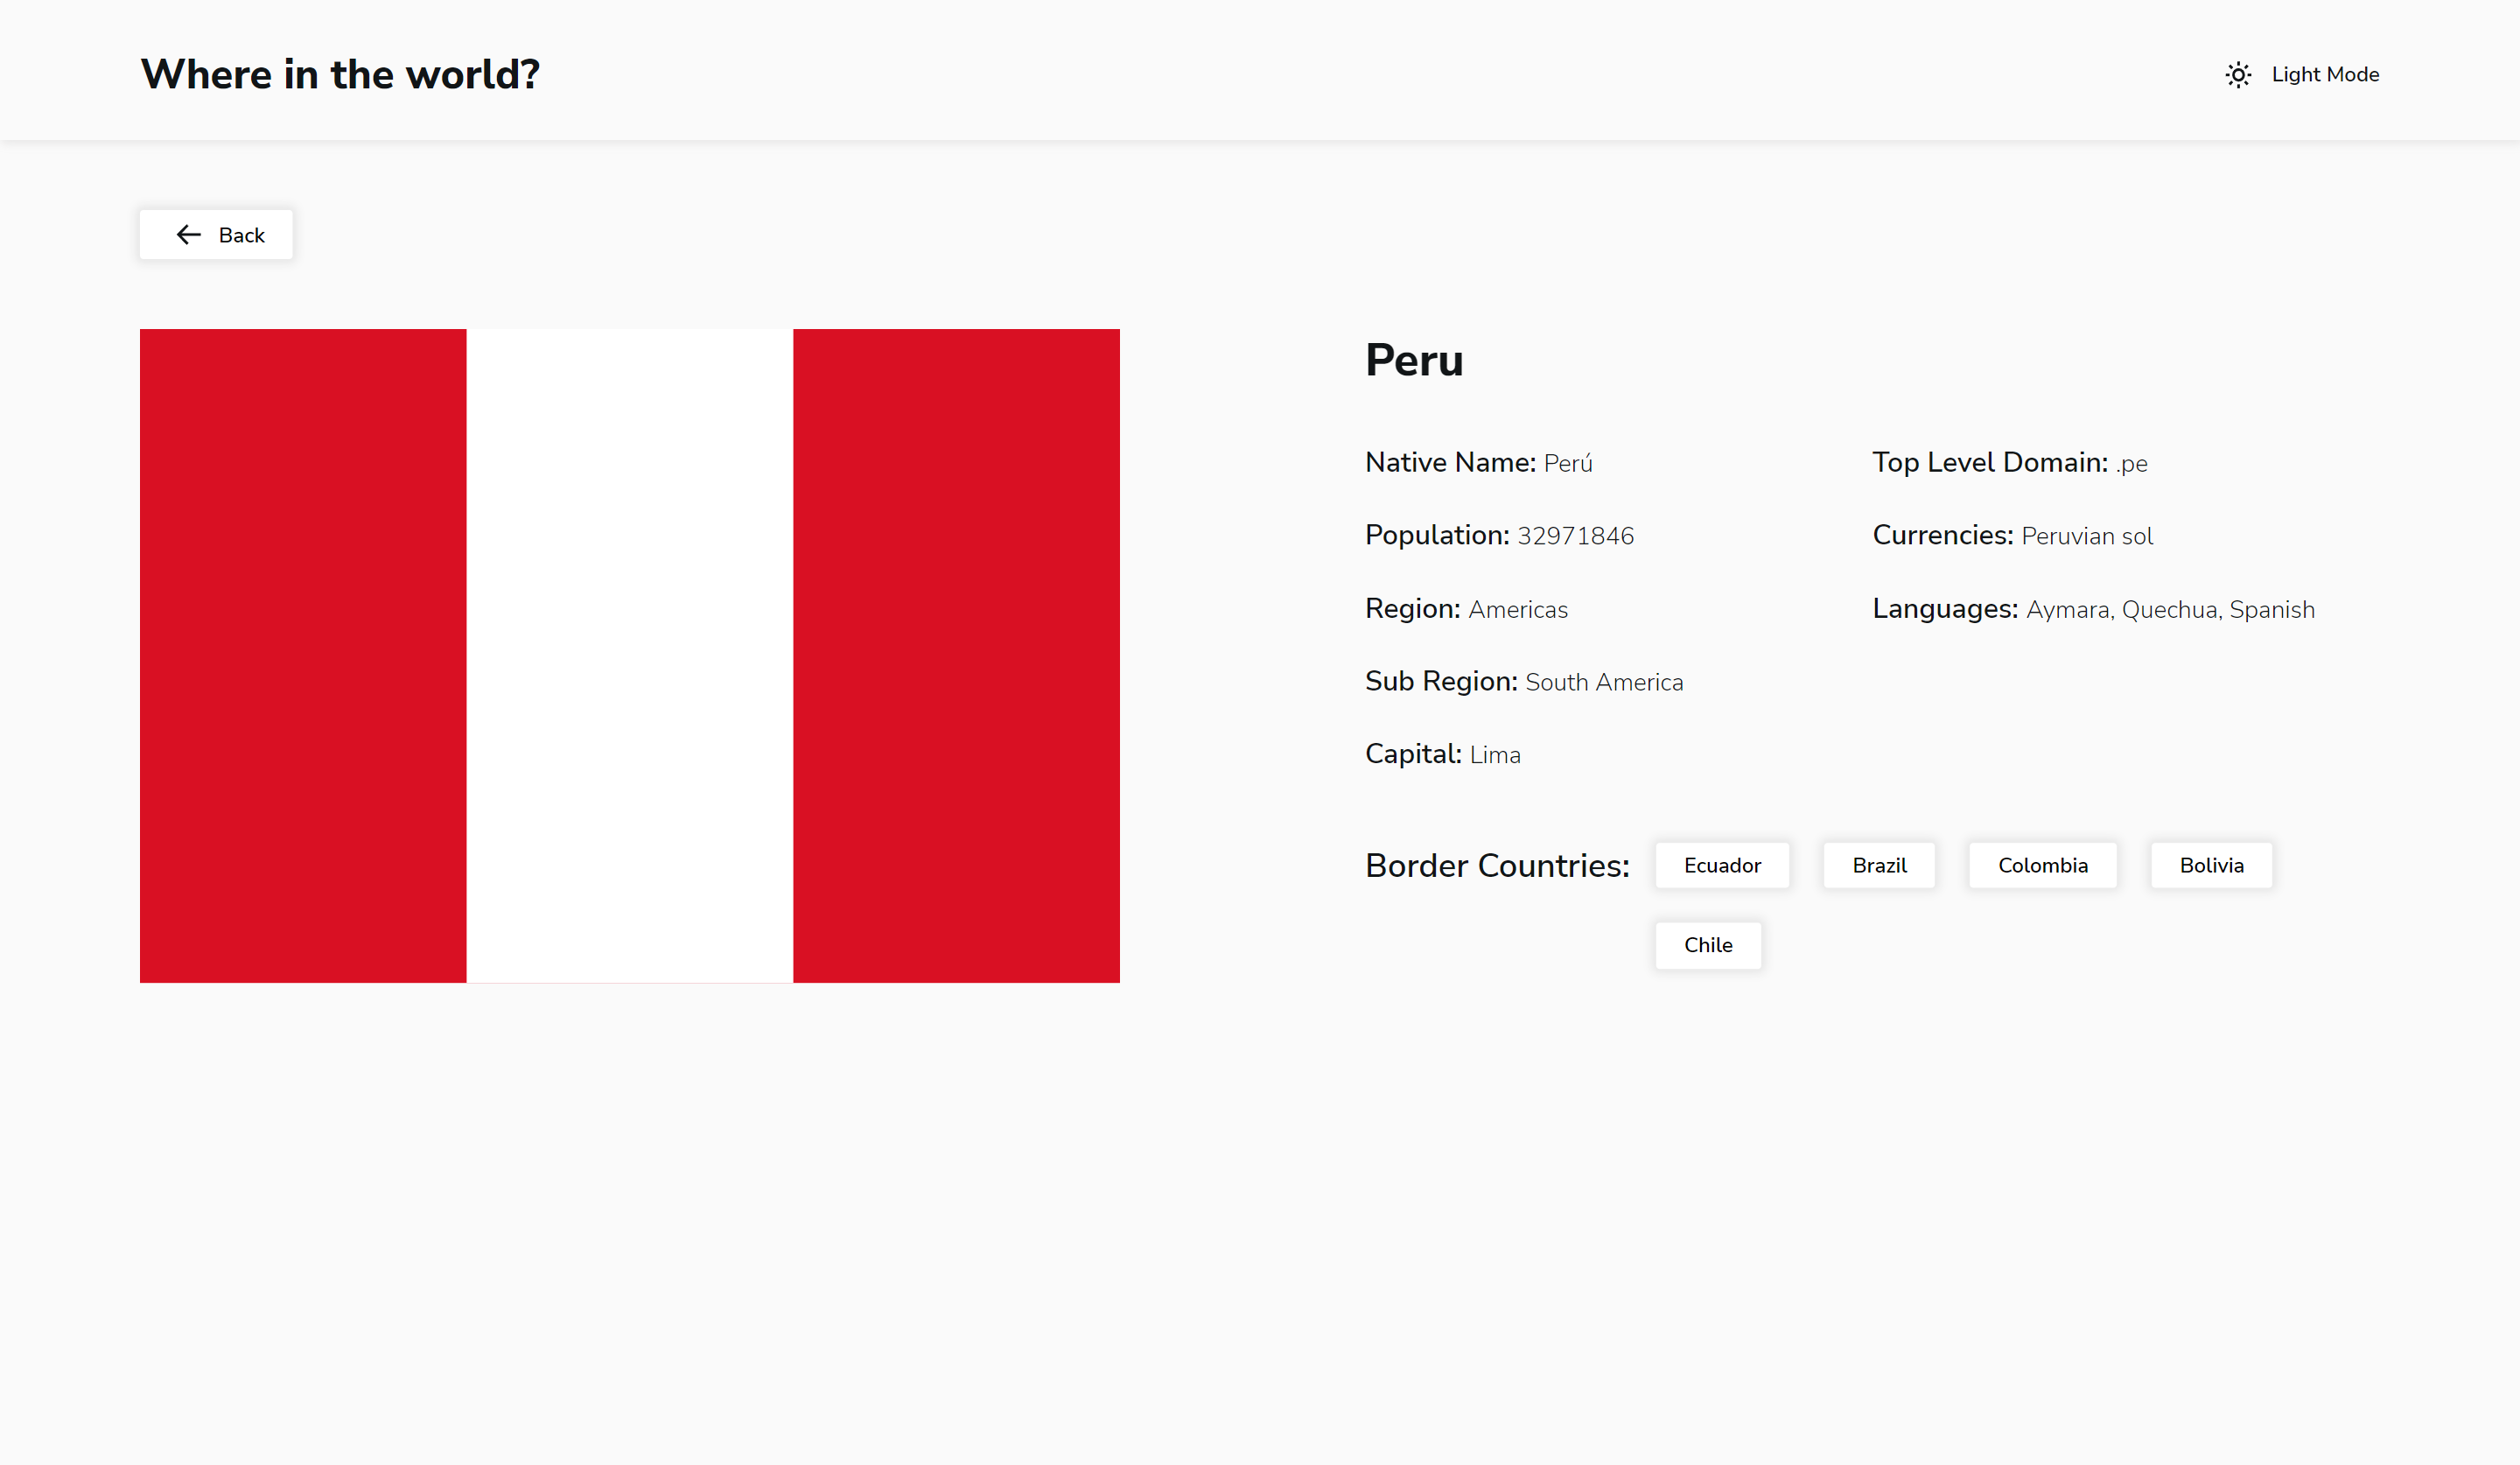 Where in the world?
Light Mode
Back
Peru
Native Name: Perú
Population: 32971846
Region: Americas
Sub Region: South America
Capital: Lima
Top Level Domain: .pe
Currencies: Peruvian sol
Languages: Aymara, Quechua, Spanish
Border Countries: Ecuador Brazil Colombia Bolivia
Chile